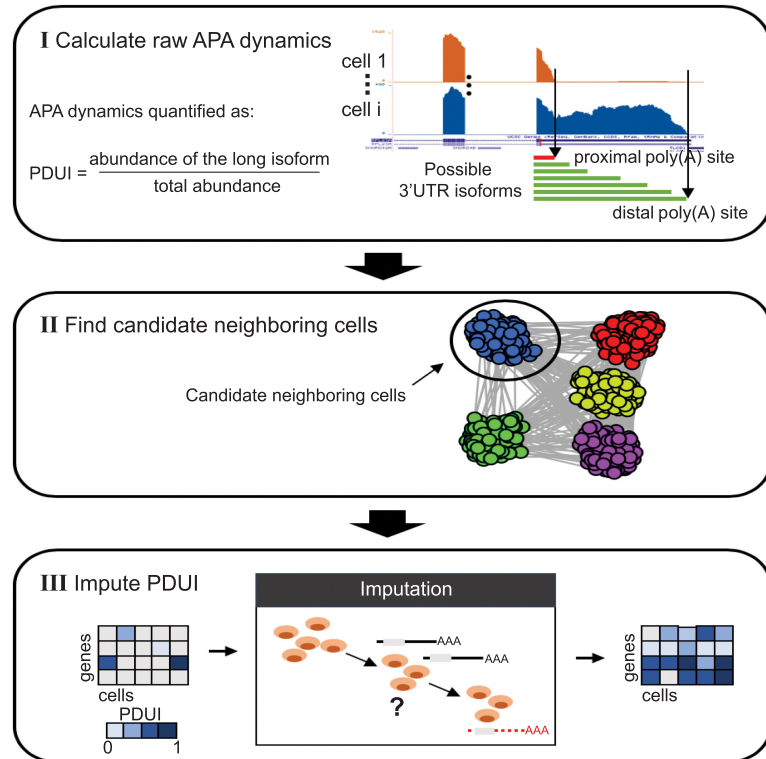 I Calculate raw APA dynamics
cell 1
cell i
APA dynamics quantified as:
PDUI = abundance of the long isoform
total abundance
Possible
3'UTR isoforms
proximal poly(A) site
distal poly(A) site
II Find candidate neighboring cells
Candidate neighboring cells
III Impute PDUI
Imputation
genes
cells
PDUI
0 1
AAA
AAA
?
AAA
genes
cells